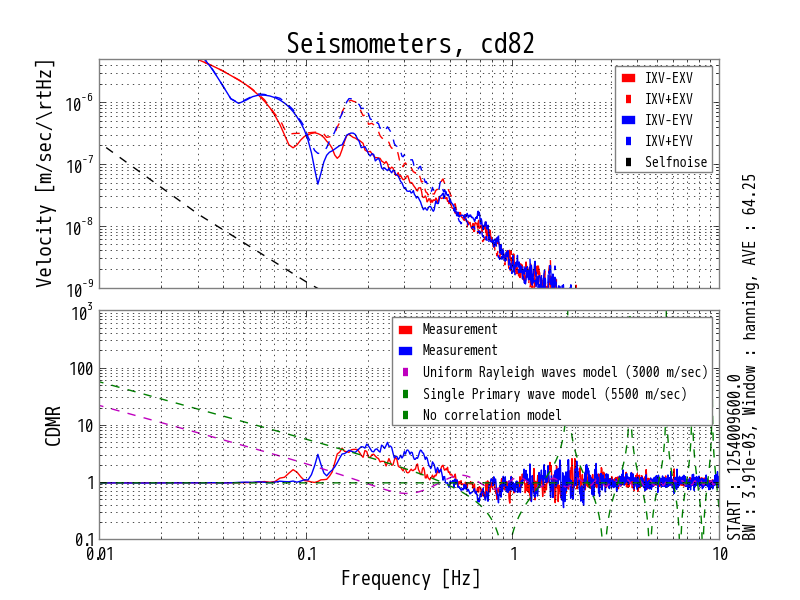 Seismometers, cd82
Velocity [m/sec/\rtHz]
10^-6
10^-7
10^-8
10^-9
IXV-EXV
IXV+EXV
IXV-EYV
IXV+EYV
Selfnoise
CDMR
10^3
100
10
1
0.1
Measurement
Measurement
Uniform Rayleigh waves model (3000 m/sec)
Single Primary wave model (5500 m/sec)
No correlation model
0.01
0.1
1
10
Frequency [Hz]
START : 1254009600.0
BW : 3.91e-03, Window : hanning, AVE : 64.25